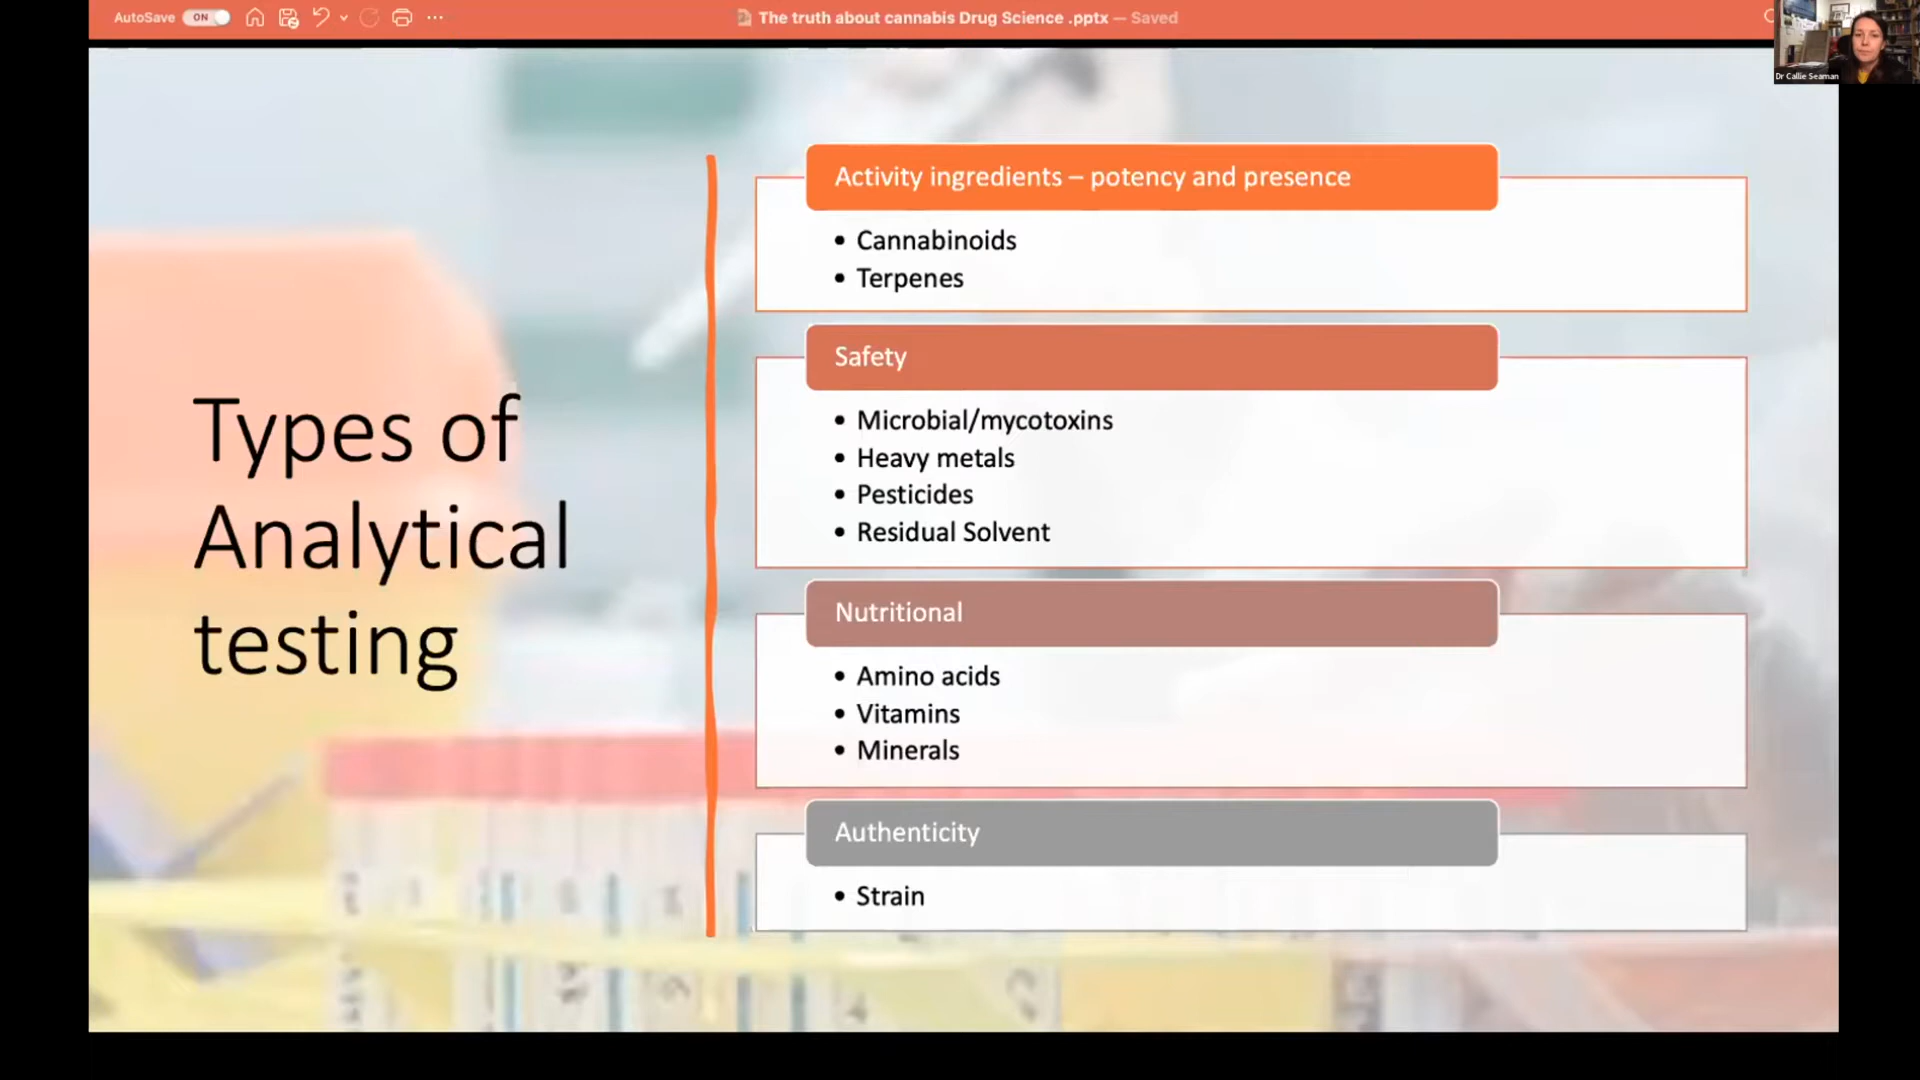 AutoSave ON
The truth about cannabis Drug Science .pptx — Saved
Dr Callie Seaman
Types of
Analytical
testing
Activity ingredients – potency and presence
• Cannabinoids
• Terpenes
Safety
• Microbial/mycotoxins
• Heavy metals
• Pesticides
• Residual Solvent
Nutritional
• Amino acids
• Vitamins
• Minerals
Authenticity
• Strain